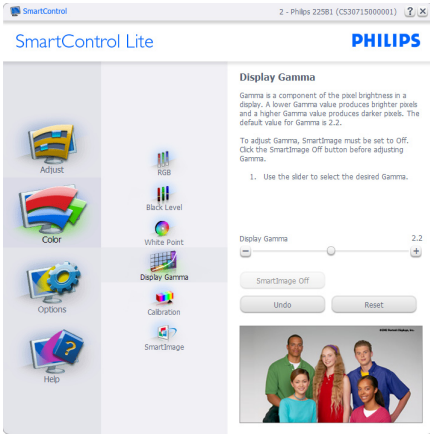 SmartControl
2 - Philips 225B1 (CS30715000001)
? X
SmartControl Lite
PHILIPS
Adjust
Color
Options
Help
RGB
Black Level
White Point
Display Gamma
Calibration
SmartImage
Display Gamma
Gamma is a component of the pixel brightness in a
display. A lower Gamma value produces brighter pixels
and a higher Gamma value produces darker pixels. The
default value for Gamma is 2.2.
To adjust Gamma, SmartImage must be set to Off.
Click the SmartImage Off button before adjusting
Gamma.
1. Use the slider to select the desired Gamma.
Display Gamma 2.2
SmartImage Off
Undo Reset